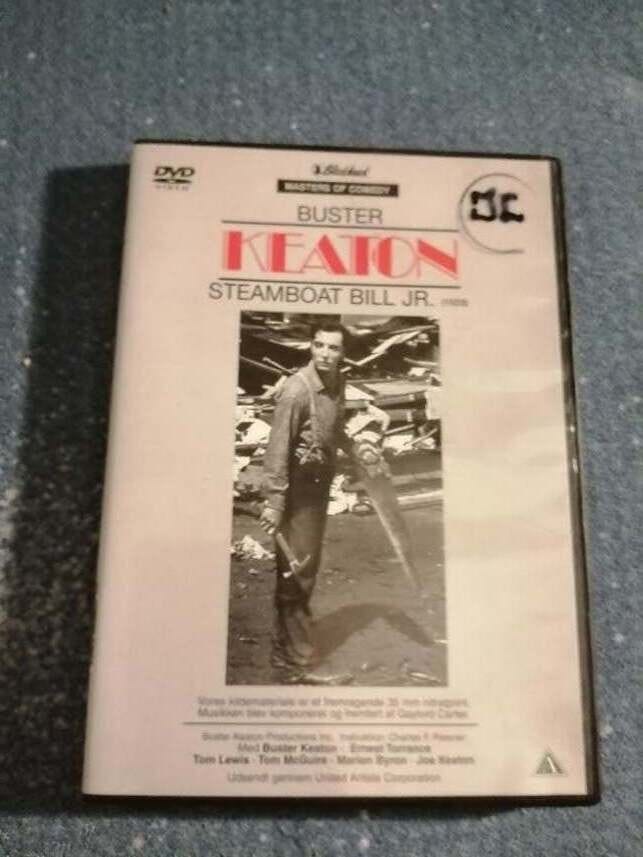 DVD
VIDEO
MASTERS OF COMEDY
BUSTER
KEATON
STEAMBOAT BILL JR.
Vores kildemateriale er et fremragende 35 mm nitratprint.
Musikken blev komponeret og fremført af Gaylord Carter.
Buster Keaton Productions Inc. Instruktion: Charles F. Reisner
Med Buster Keaton · Ernest Torrence
Tom Lewis · Tom McGuire · Marion Byron · Joe Keaton
Udsendt gennem United Artists Corporation